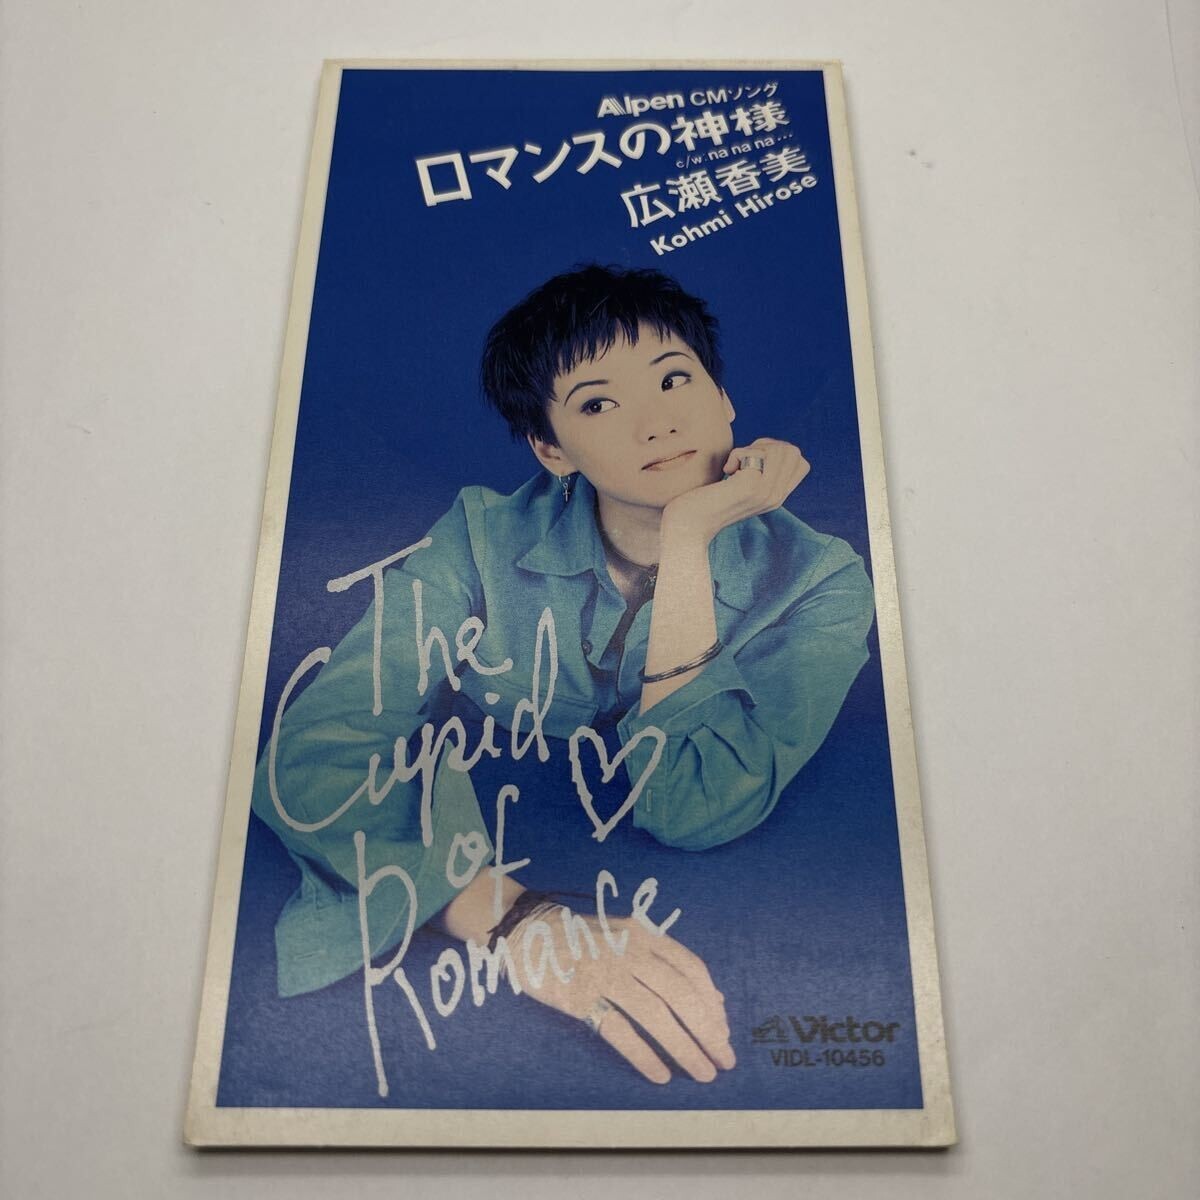 Alpen CMソング
ロマンスの神様
c/w.na na na...
広瀬香美
Kohmi Hirose
The
Cupid
of
Romance
Victor
VIDL-10456